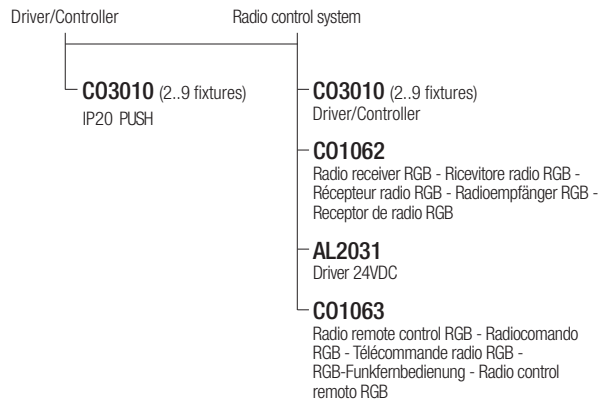 Driver/Controller
Radio control system
CO3010 (2..9 fixtures)
IP20 PUSH
CO3010 (2..9 fixtures)
Driver/Controller
CO1062
Radio receiver RGB - Ricevitore radio RGB -
Récepteur radio RGB - Radioempfänger RGB -
Receptor de radio RGB
AL2031
Driver 24VDC
CO1063
Radio remote control RGB - Radiocomando
RGB - Télécommande radio RGB -
RGB-Funkfernbedienung - Radio control
remoto RGB